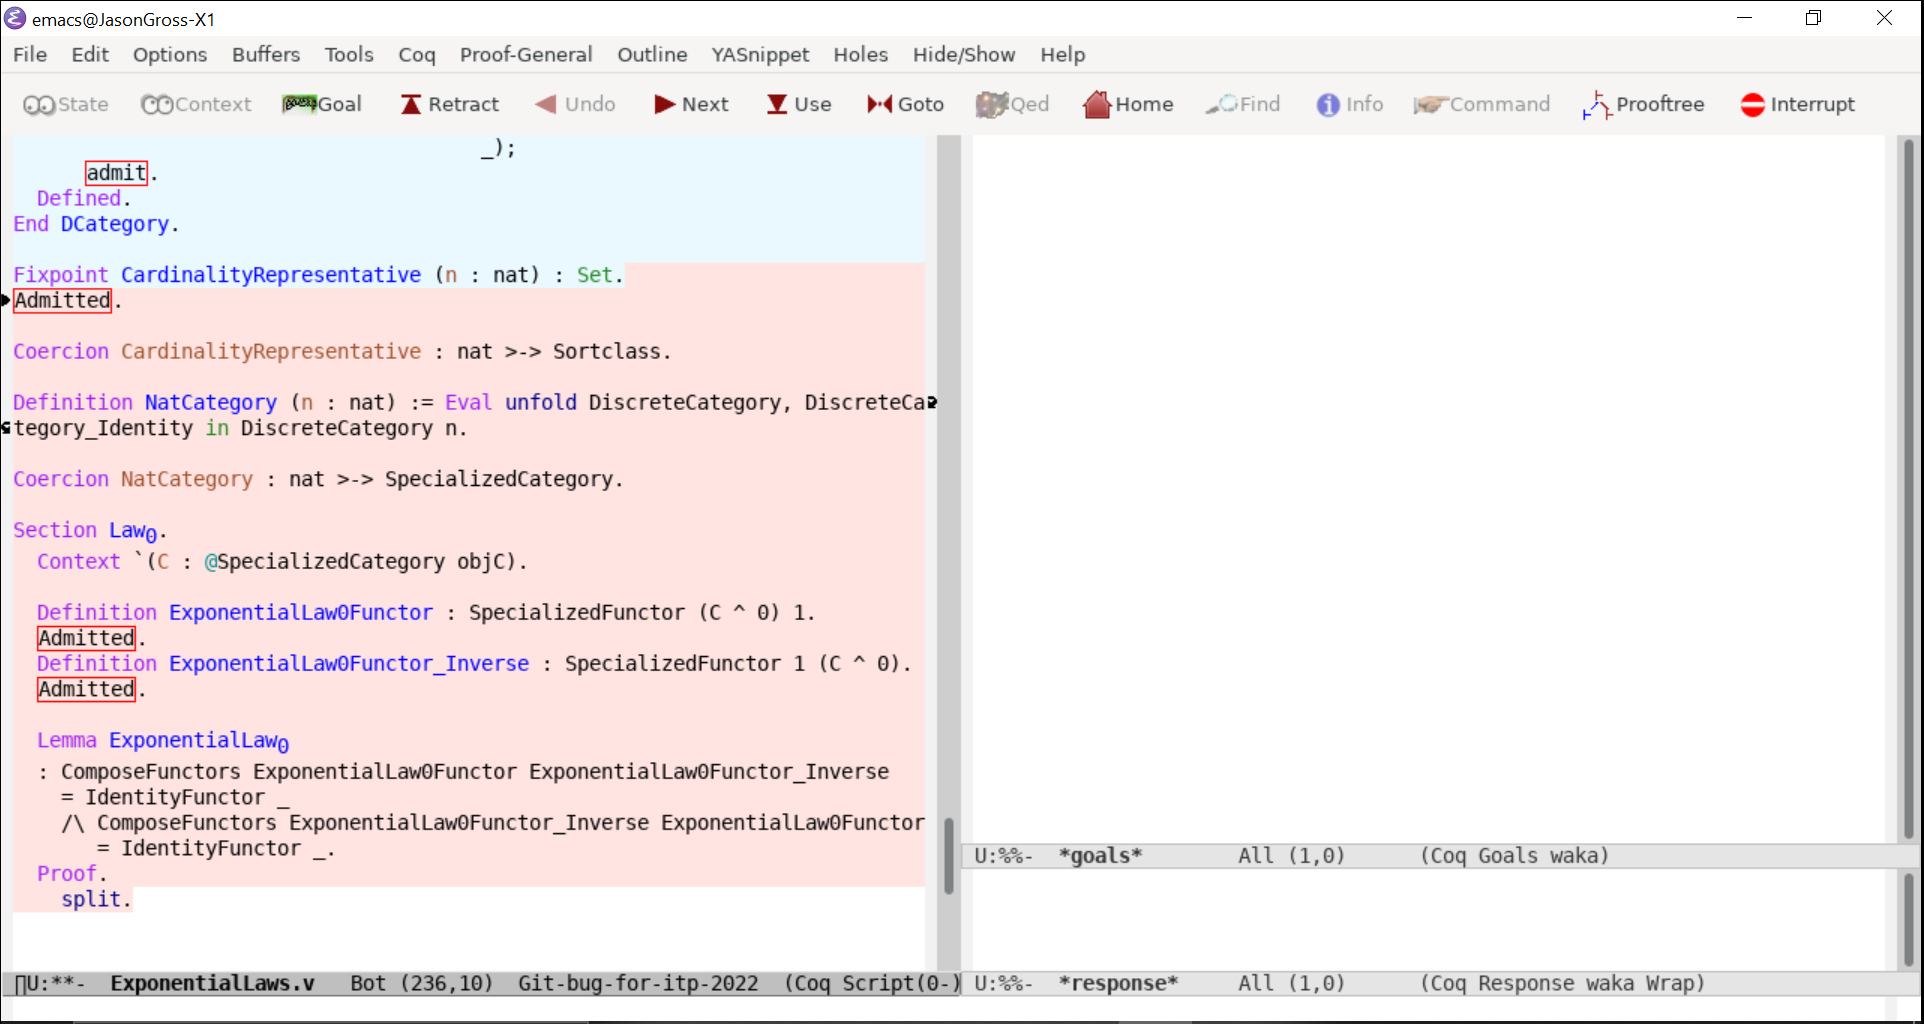 emacs@JasonGross-X1
File Edit Options Buffers Tools Coq Proof-General Outline YASnippet Holes Hide/Show Help
State Context Goal Retract Undo Next Use Goto Qed Home Find Info Command Prooftree Interrupt
_);
admit.
Defined.
End DCategory.
Fixpoint CardinalityRepresentative (n : nat) : Set.
Admitted.
Coercion CardinalityRepresentative : nat >-> Sortclass.
Definition NatCategory (n : nat) := Eval unfold DiscreteCategory, DiscreteCa
tegory_Identity in DiscreteCategory n.
Coercion NatCategory : nat >-> SpecializedCategory.
Section Law₀.
Context `(C : @SpecializedCategory objC).
Definition ExponentialLaw0Functor : SpecializedFunctor (C ^ 0) 1.
Admitted.
Definition ExponentialLaw0Functor_Inverse : SpecializedFunctor 1 (C ^ 0).
Admitted.
Lemma ExponentialLaw₀
: ComposeFunctors ExponentialLaw0Functor ExponentialLaw0Functor_Inverse
= IdentityFunctor _
/\ ComposeFunctors ExponentialLaw0Functor_Inverse ExponentialLaw0Functor
= IdentityFunctor _.
Proof.
split.
U:**- ExponentialLaws.v Bot (236,10) Git-bug-for-itp-2022 (Coq Script(0-)
U:%%- *goals* All (1,0) (Coq Goals waka)
U:%%- *response* All (1,0) (Coq Response waka Wrap)